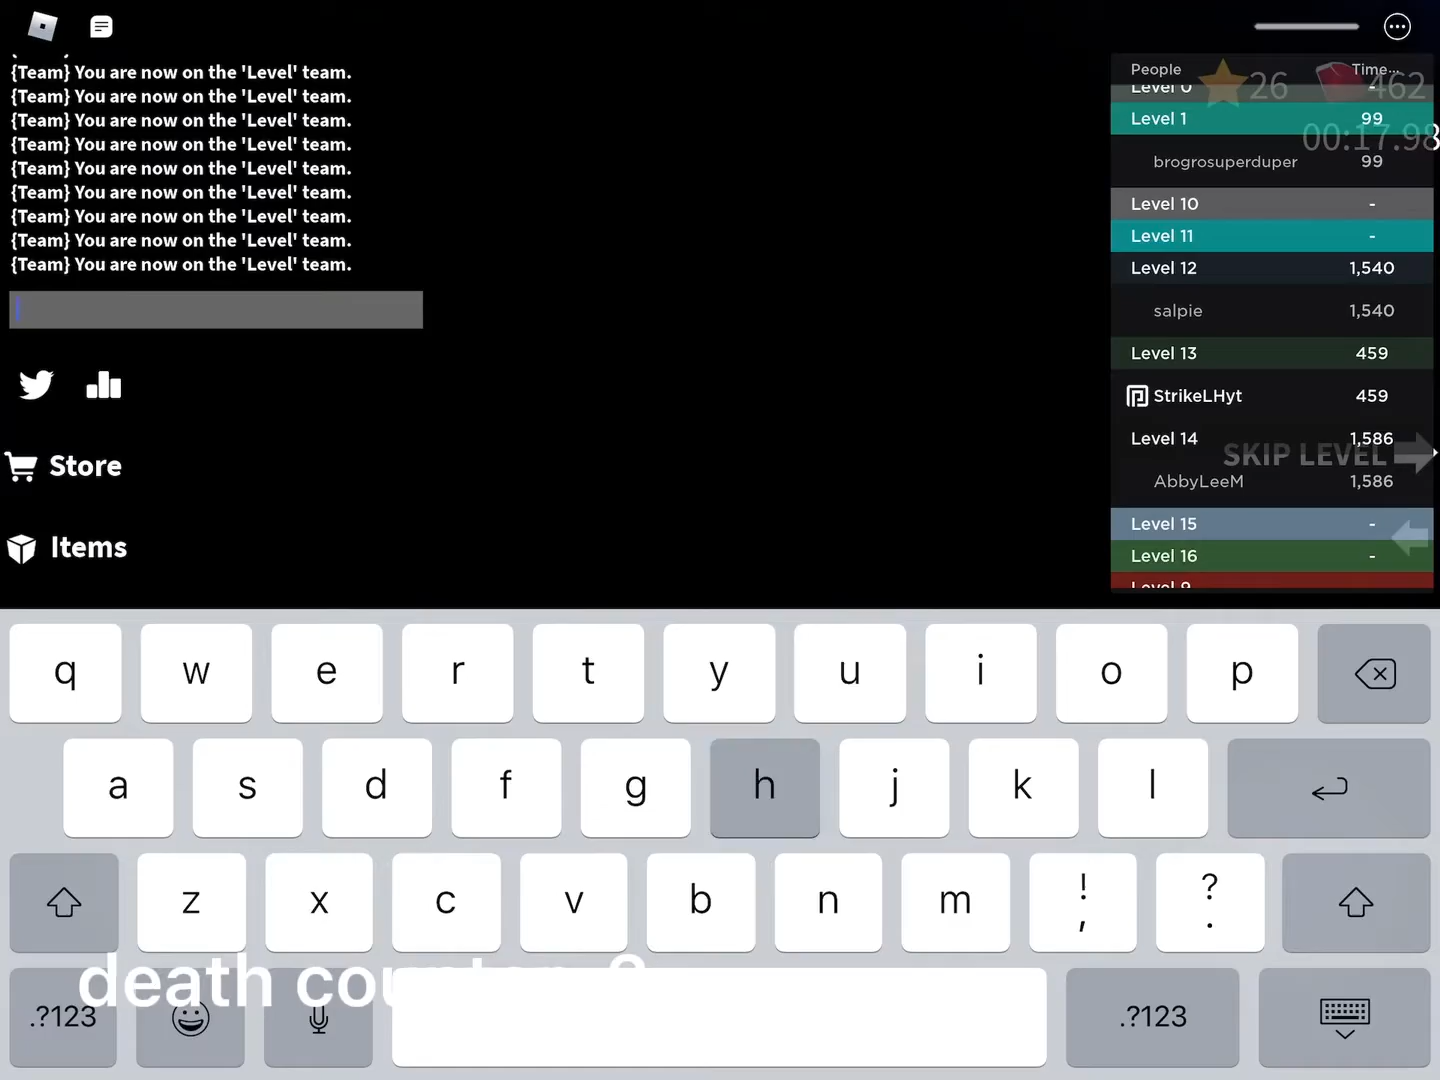 {Team} You are now on the 'Level' team.
{Team} You are now on the 'Level' team.
{Team} You are now on the 'Level' team.
{Team} You are now on the 'Level' team.
{Team} You are now on the 'Level' team.
{Team} You are now on the 'Level' team.
{Team} You are now on the 'Level' team.
{Team} You are now on the 'Level' team.
{Team} You are now on the 'Level' team.
Store
Items
People Time...
26 462
Level 0 -
Level 1 99
00:17.98
brogrosuperduper 99
Level 10 -
Level 11 -
Level 12 1,540
salpie 1,540
Level 13 459
StrikeLHyt 459
Level 14 1,586
SKIP LEVEL
AbbyLeeM 1,586
Level 15 -
Level 16 -
Level 9
q w e r t y u i o p
a s d f g h j k l
z x c v b n m ! , ? .
death
.?123 .?123